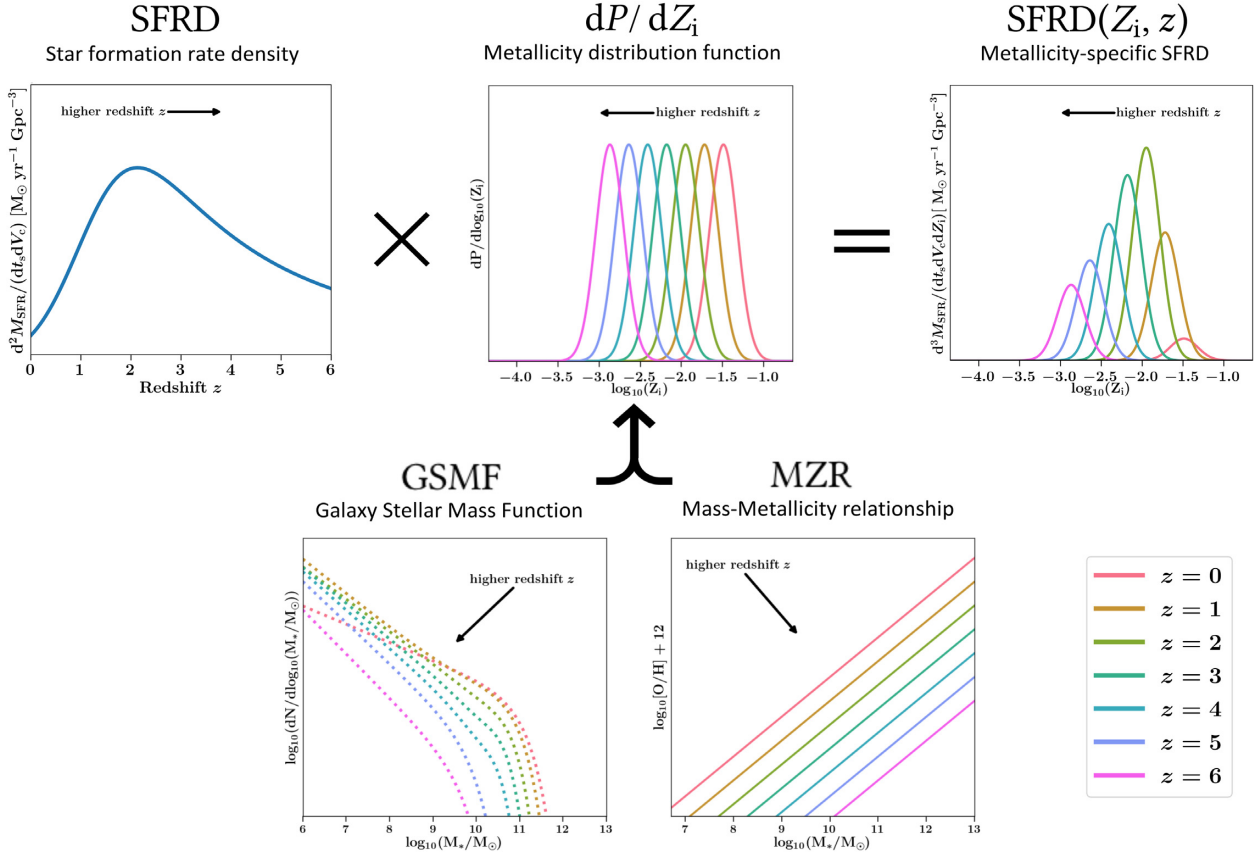 SFRD
Star formation rate density
higher redshift z
d²M_SFR/(dt_s dV_c) [M_⊙ yr⁻¹ Gpc⁻³]
0 1 2 3 4 5 6
Redshift z
×
dP/ dZ_i
Metallicity distribution function
higher redshift z
dP/dlog₁₀(Z_i)
−4.0 −3.5 −3.0 −2.5 −2.0 −1.5 −1.0
log₁₀(Z_i)
=
SFRD(Z_i, z)
Metallicity-specific SFRD
higher redshift z
d³M_SFR/(dt_s dV_c dZ_i)[ M_⊙ yr⁻¹ Gpc⁻³]
−4.0 −3.5 −3.0 −2.5 −2.0 −1.5 −1.0
log₁₀(Z_i)
GSMF
Galaxy Stellar Mass Function
higher redshift z
log₁₀(dN/dlog₁₀(M_*/M_⊙))
6 7 8 9 10 11 12 13
log₁₀(M_*/M_⊙)
MZR
Mass-Metallicity relationship
higher redshift z
log₁₀[O/H] + 12
7 8 9 10 11 12 13
log₁₀(M_*/M_⊙)
z = 0
z = 1
z = 2
z = 3
z = 4
z = 5
z = 6